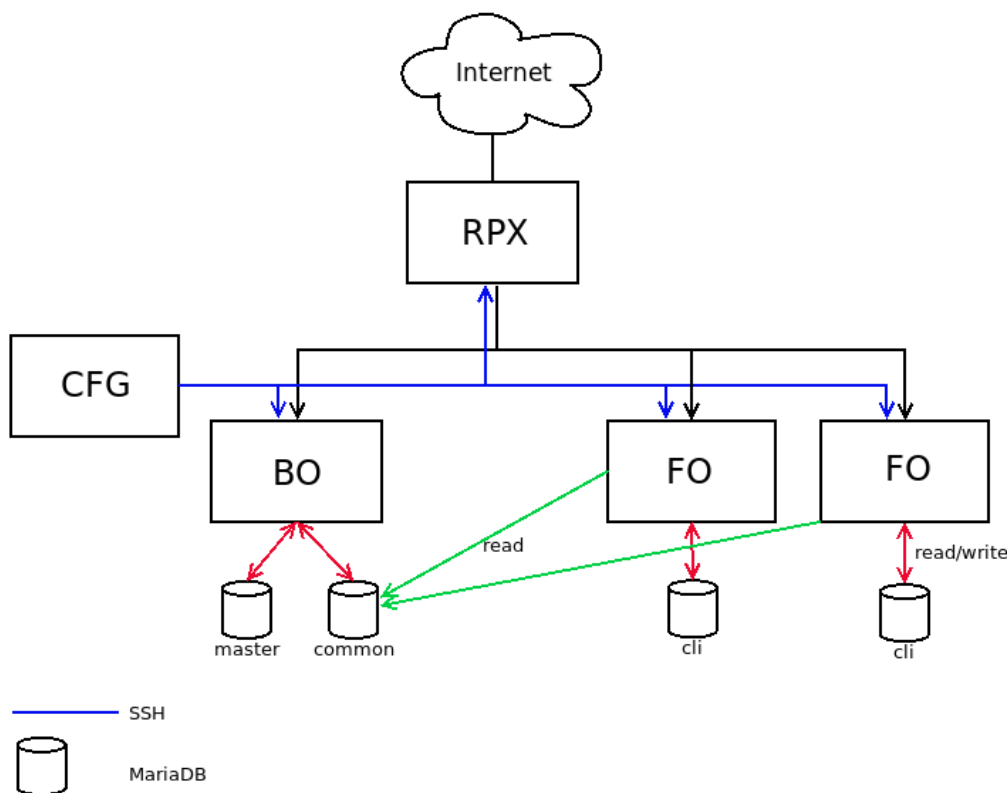 Internet
RPX
CFG
BO
FO
FO
read
read/write
master
common
cli
cli
SSH
MariaDB